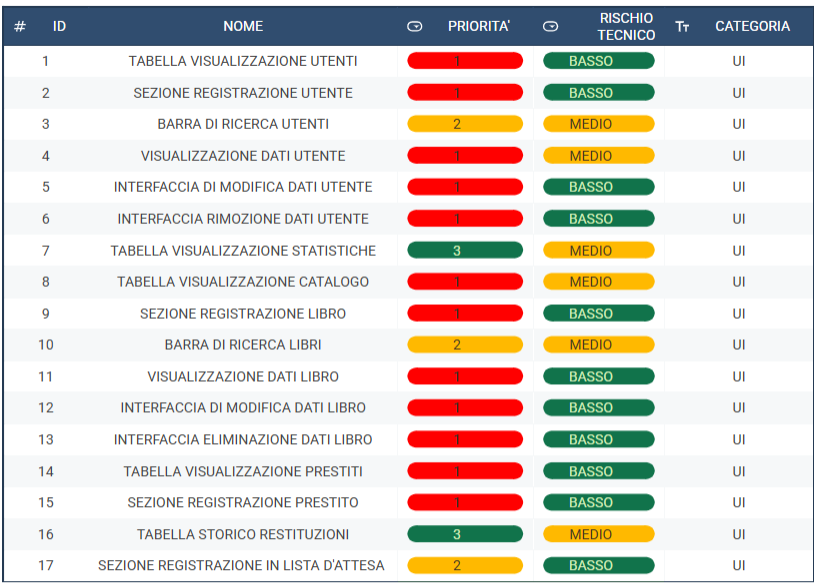 # ID NOME PRIORITA' RISCHIO TECNICO Tт CATEGORIA
1 TABELLA VISUALIZZAZIONE UTENTI 1 BASSO UI
2 SEZIONE REGISTRAZIONE UTENTE 1 BASSO UI
3 BARRA DI RICERCA UTENTI 2 MEDIO UI
4 VISUALIZZAZIONE DATI UTENTE 1 MEDIO UI
5 INTERFACCIA DI MODIFICA DATI UTENTE 1 BASSO UI
6 INTERFACCIA RIMOZIONE DATI UTENTE 1 BASSO UI
7 TABELLA VISUALIZZAZIONE STATISTICHE 3 MEDIO UI
8 TABELLA VISUALIZZAZIONE CATALOGO 1 MEDIO UI
9 SEZIONE REGISTRAZIONE LIBRO 1 BASSO UI
10 BARRA DI RICERCA LIBRI 2 MEDIO UI
11 VISUALIZZAZIONE DATI LIBRO 1 BASSO UI
12 INTERFACCIA DI MODIFICA DATI LIBRO 1 BASSO UI
13 INTERFACCIA ELIMINAZIONE DATI LIBRO 1 BASSO UI
14 TABELLA VISUALIZZAZIONE PRESTITI 1 BASSO UI
15 SEZIONE REGISTRAZIONE PRESTITO 1 BASSO UI
16 TABELLA STORICO RESTITUZIONI 3 MEDIO UI
17 SEZIONE REGISTRAZIONE IN LISTA D'ATTESA 2 BASSO UI